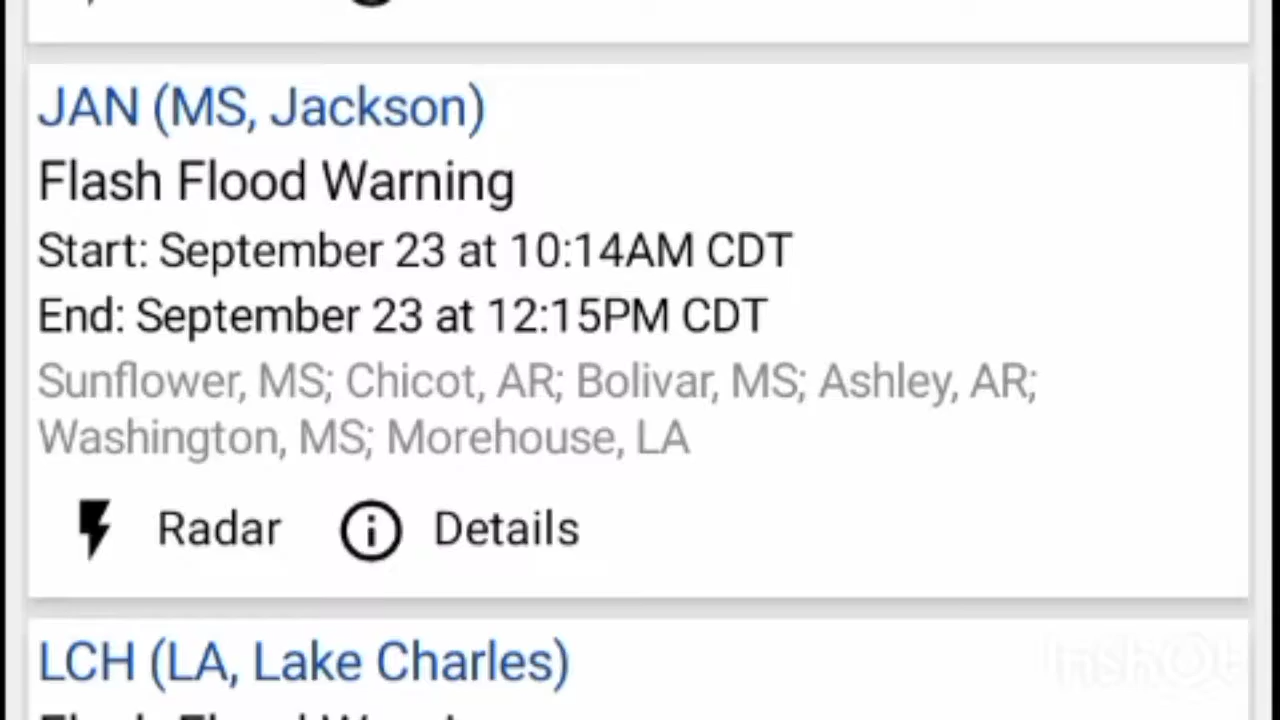 JAN (MS, Jackson)
Flash Flood Warning
Start: September 23 at 10:14AM CDT
End: September 23 at 12:15PM CDT
Sunflower, MS; Chicot, AR; Bolivar, MS; Ashley, AR;
Washington, MS; Morehouse, LA
Radar Details
LCH (LA, Lake Charles)